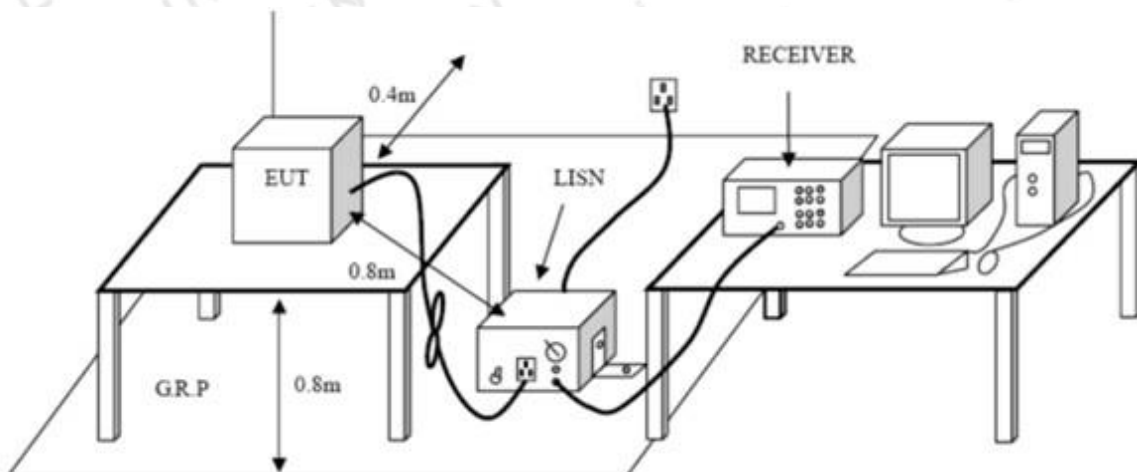 RECEIVER
0.4m
EUT
LISN
0.8m
G.R.P
0.8m